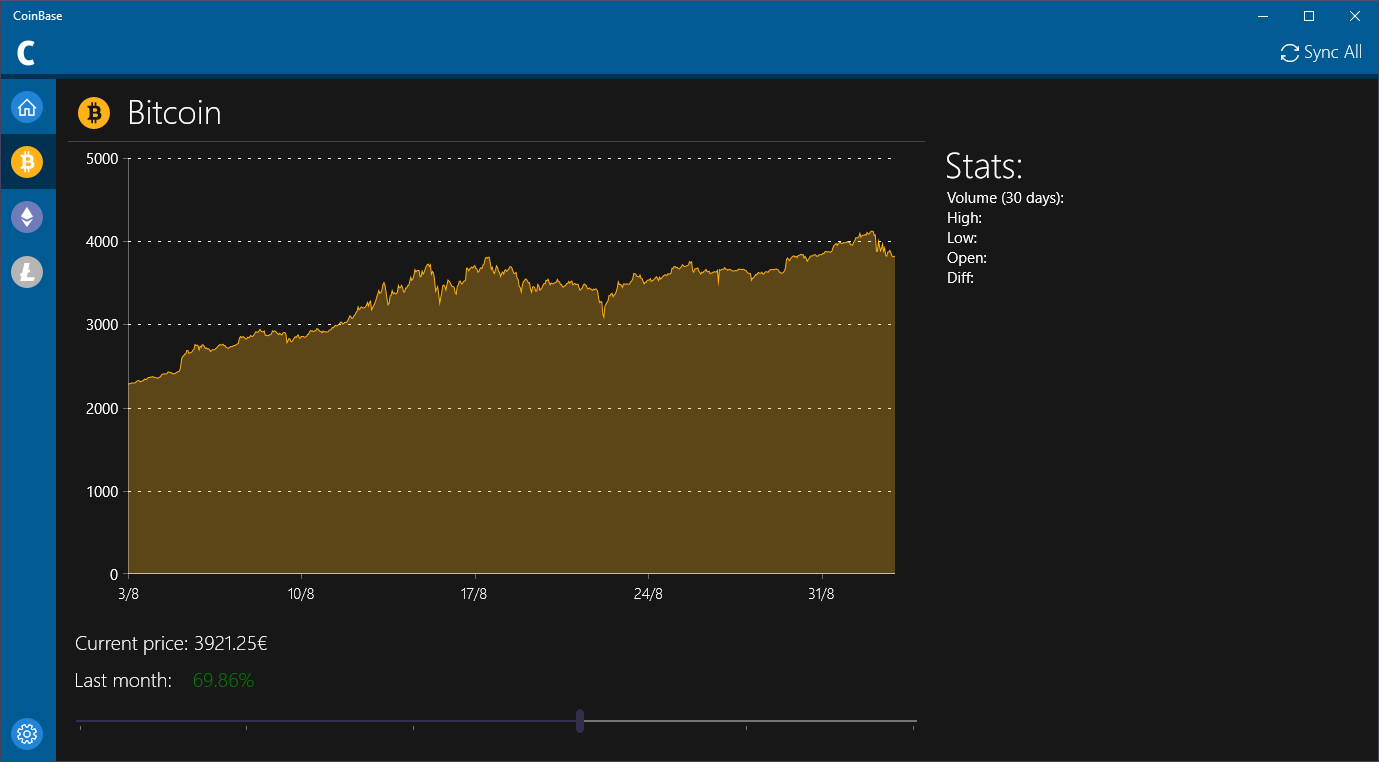 CoinBase
C
Sync All
Bitcoin
5000
4000
3000
2000
1000
0
3/8
10/8
17/8
24/8
31/8
Stats:
Volume (30 days):
High:
Low:
Open:
Diff:
Current price: 3921.25€
Last month: 69.86%